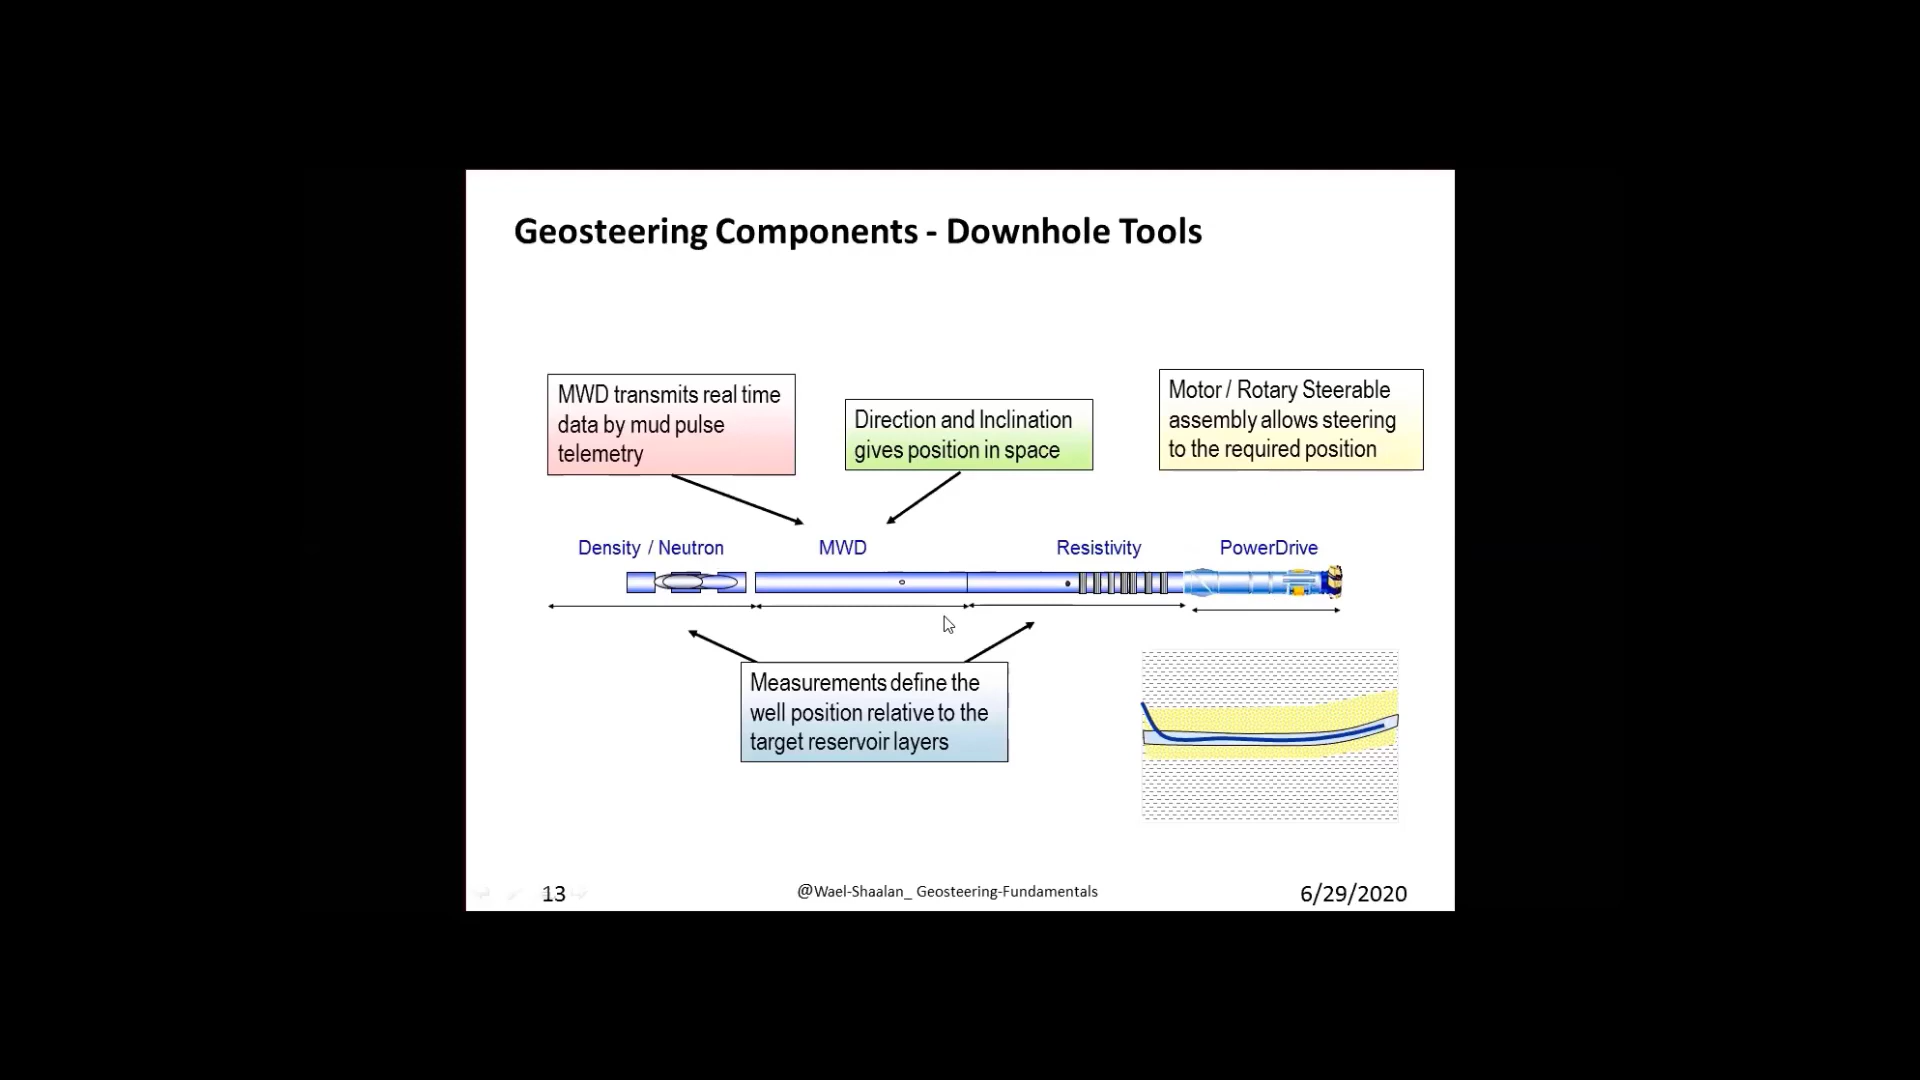 Geosteering Components - Downhole Tools
MWD transmits real time
data by mud pulse
telemetry
Direction and Inclination
gives position in space
Motor / Rotary Steerable
assembly allows steering
to the required position
Density / Neutron
MWD
Resistivity
PowerDrive
Measurements define the
well position relative to the
target reservoir layers
13
@Wael-Shaalan_ Geosteering-Fundamentals
6/29/2020